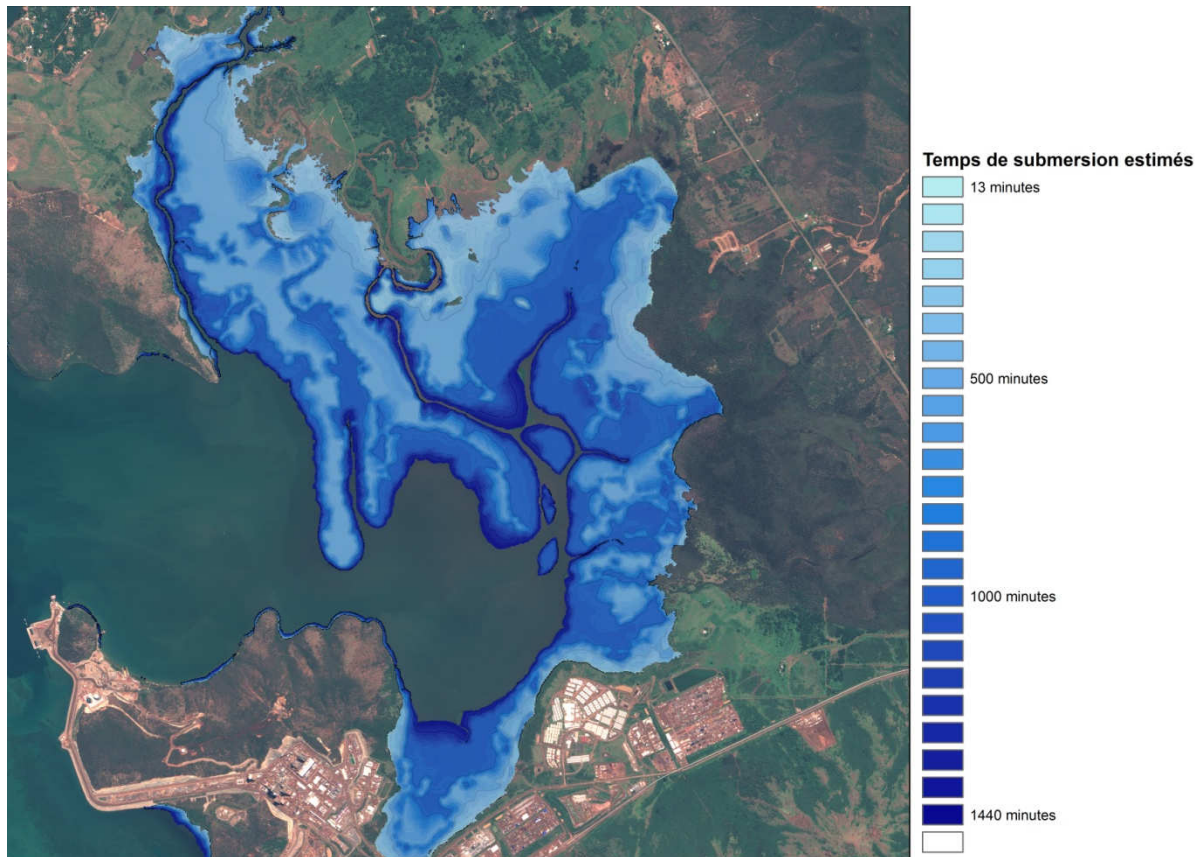 Temps de submersion estimés
13 minutes
500 minutes
1000 minutes
1440 minutes